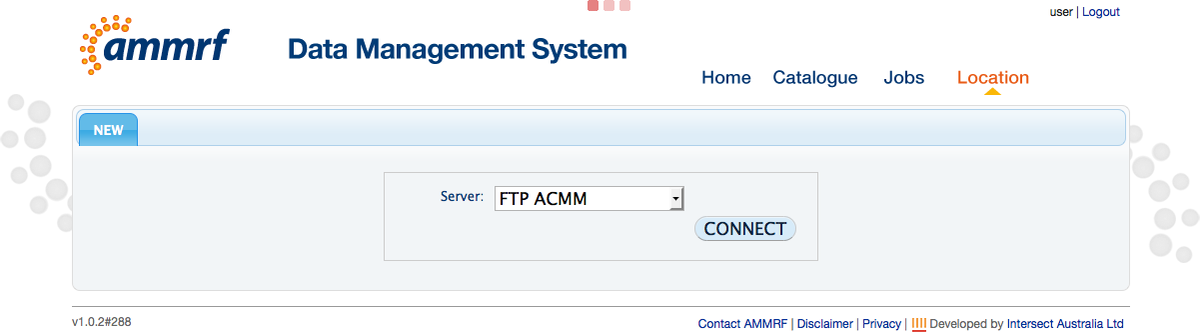 user | Logout
ammrf
Data Management System
Home Catalogue Jobs Location
NEW
Server: FTP ACMM
CONNECT
v1.0.2#288
Contact AMMRF | Disclaimer | Privacy | Developed by Intersect Australia Ltd